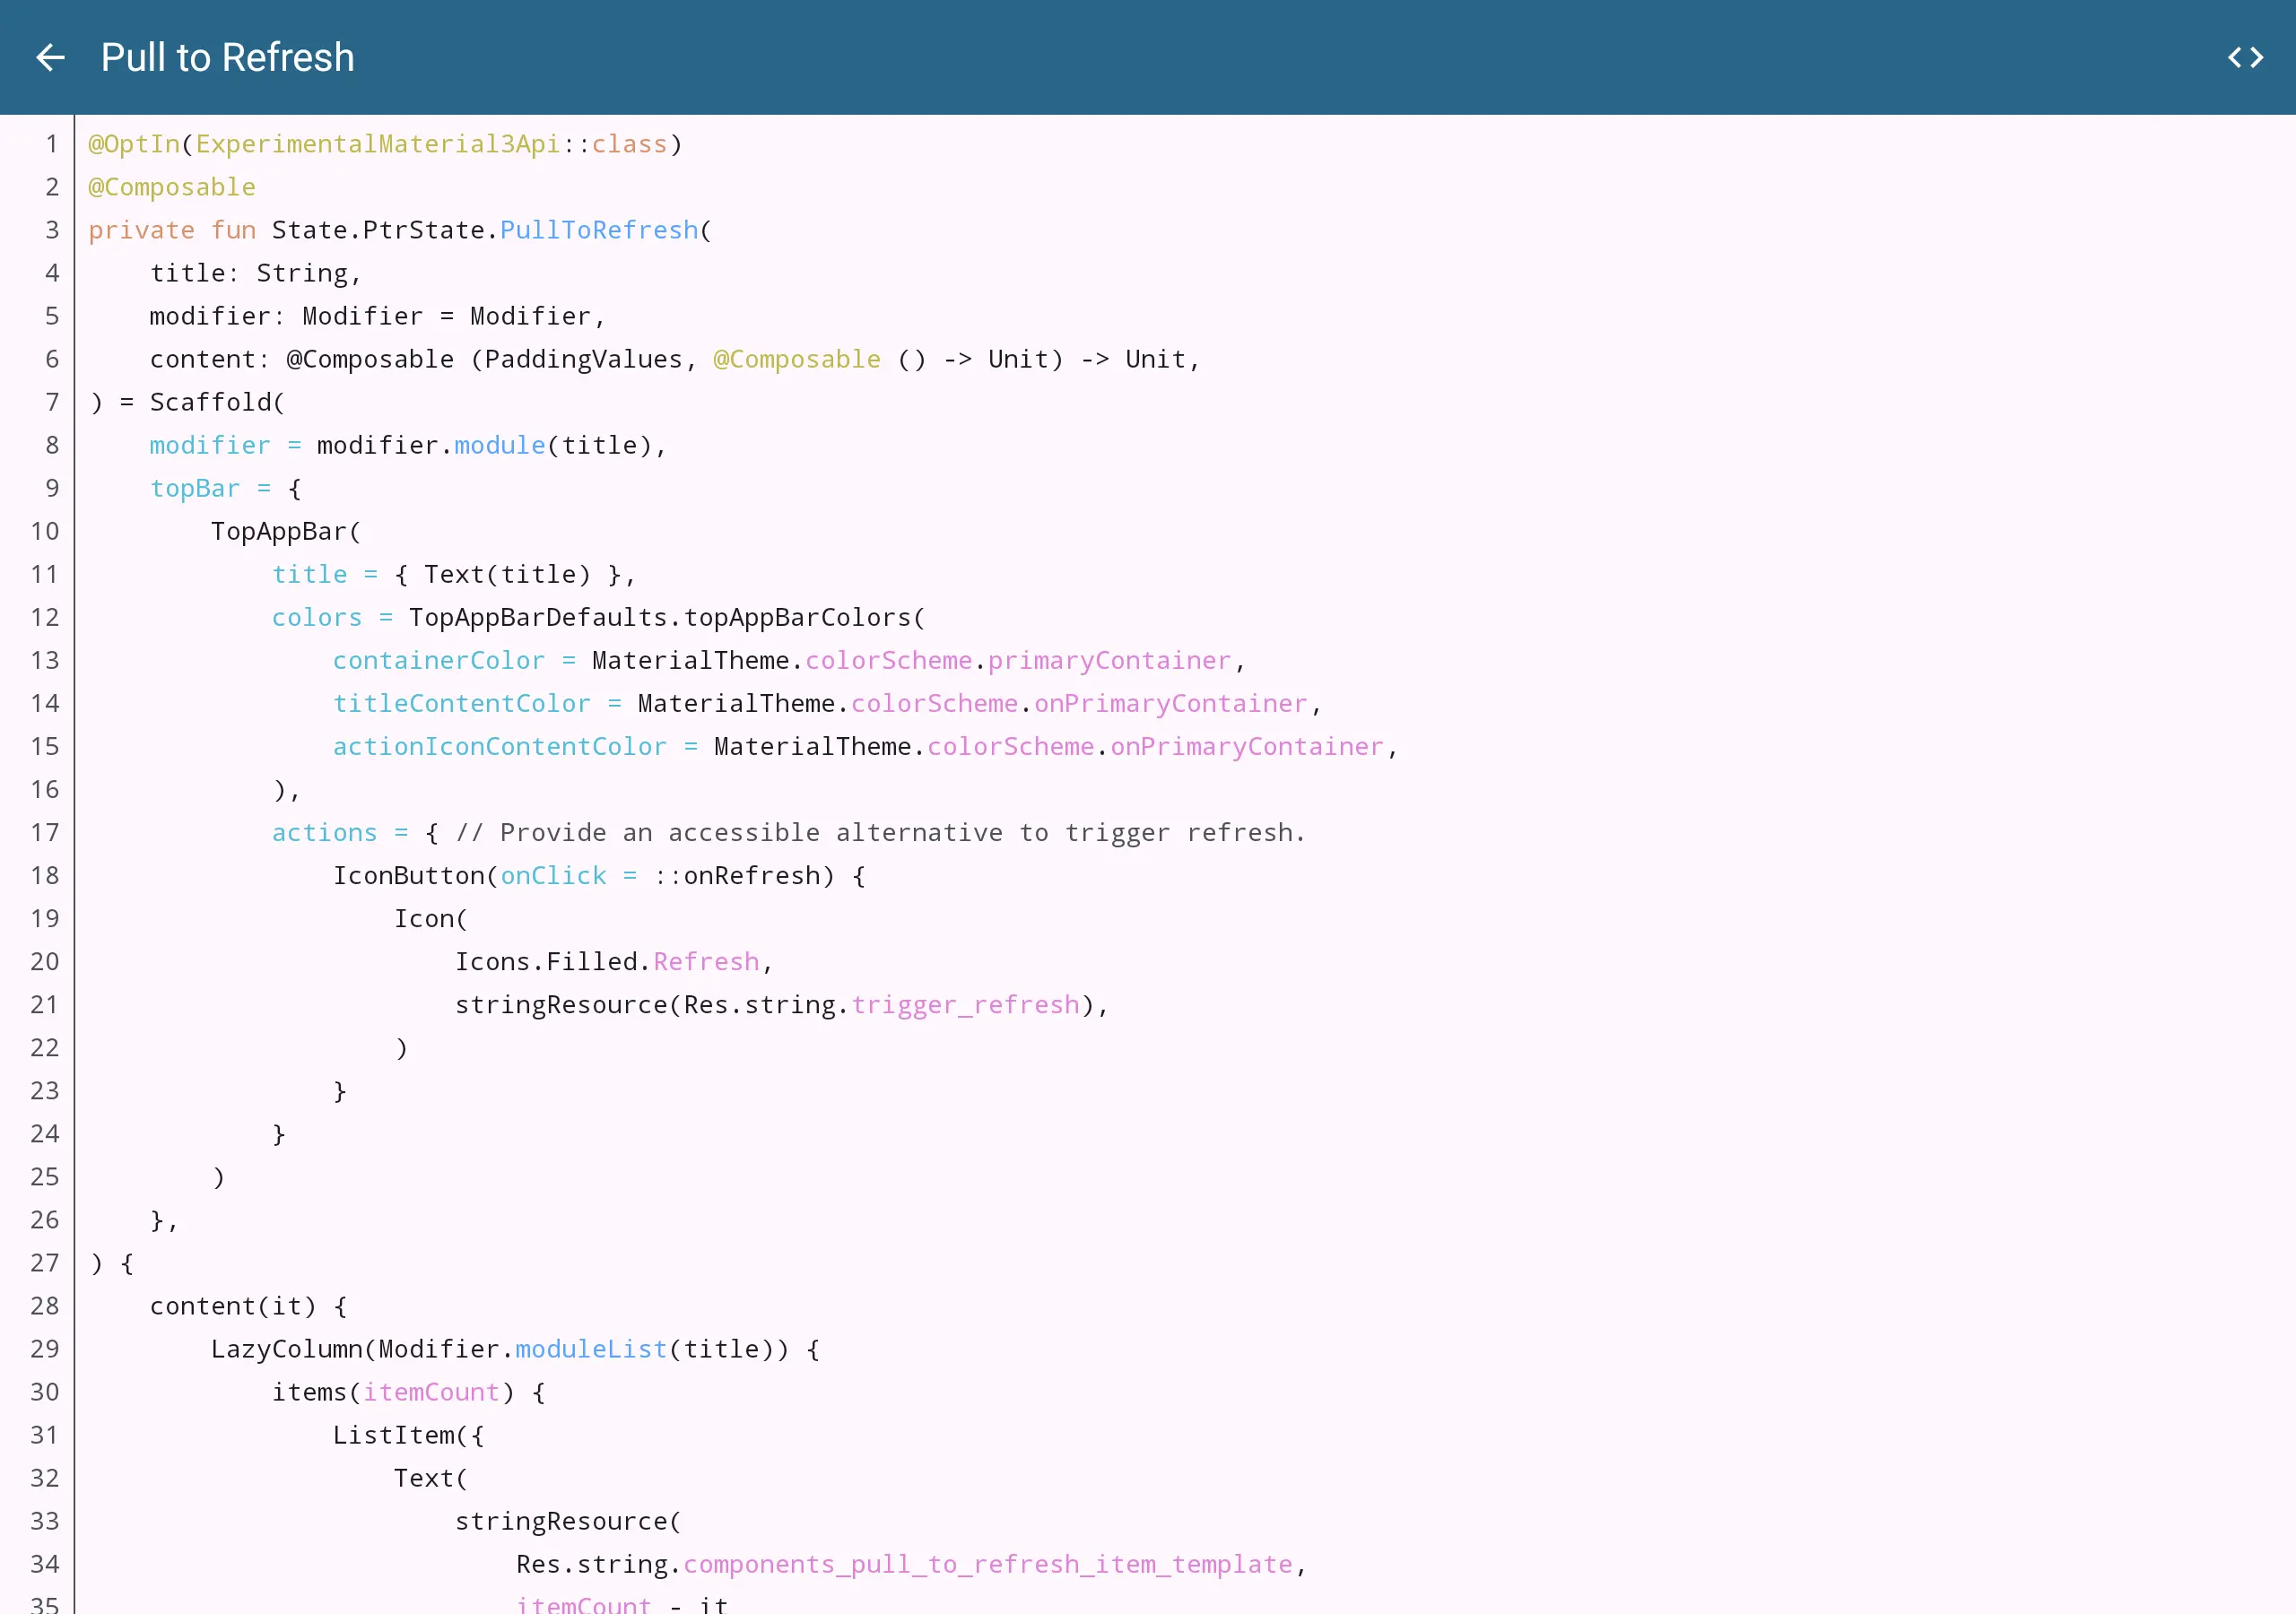 Pull to Refresh
1 @OptIn(ExperimentalMaterial3Api::class)
2 @Composable
3 private fun State.PtrState.PullToRefresh(
4     title: String,
5     modifier: Modifier = Modifier,
6     content: @Composable (PaddingValues, @Composable () -> Unit) -> Unit,
7 ) = Scaffold(
8     modifier = modifier.module(title),
9     topBar = {
10         TopAppBar(
11             title = { Text(title) },
12             colors = TopAppBarDefaults.topAppBarColors(
13                 containerColor = MaterialTheme.colorScheme.primaryContainer,
14                 titleContentColor = MaterialTheme.colorScheme.onPrimaryContainer,
15                 actionIconContentColor = MaterialTheme.colorScheme.onPrimaryContainer,
16             ),
17             actions = { // Provide an accessible alternative to trigger refresh.
18                 IconButton(onClick = ::onRefresh) {
19                     Icon(
20                         Icons.Filled.Refresh,
21                         stringResource(Res.string.trigger_refresh),
22                     )
23                 }
24             }
25         )
26     },
27 ) {
28     content(it) {
29         LazyColumn(Modifier.moduleList(title)) {
30             items(itemCount) {
31                 ListItem({
32                     Text(
33                         stringResource(
34                             Res.string.components_pull_to_refresh_item_template,
35                             itemCount - it